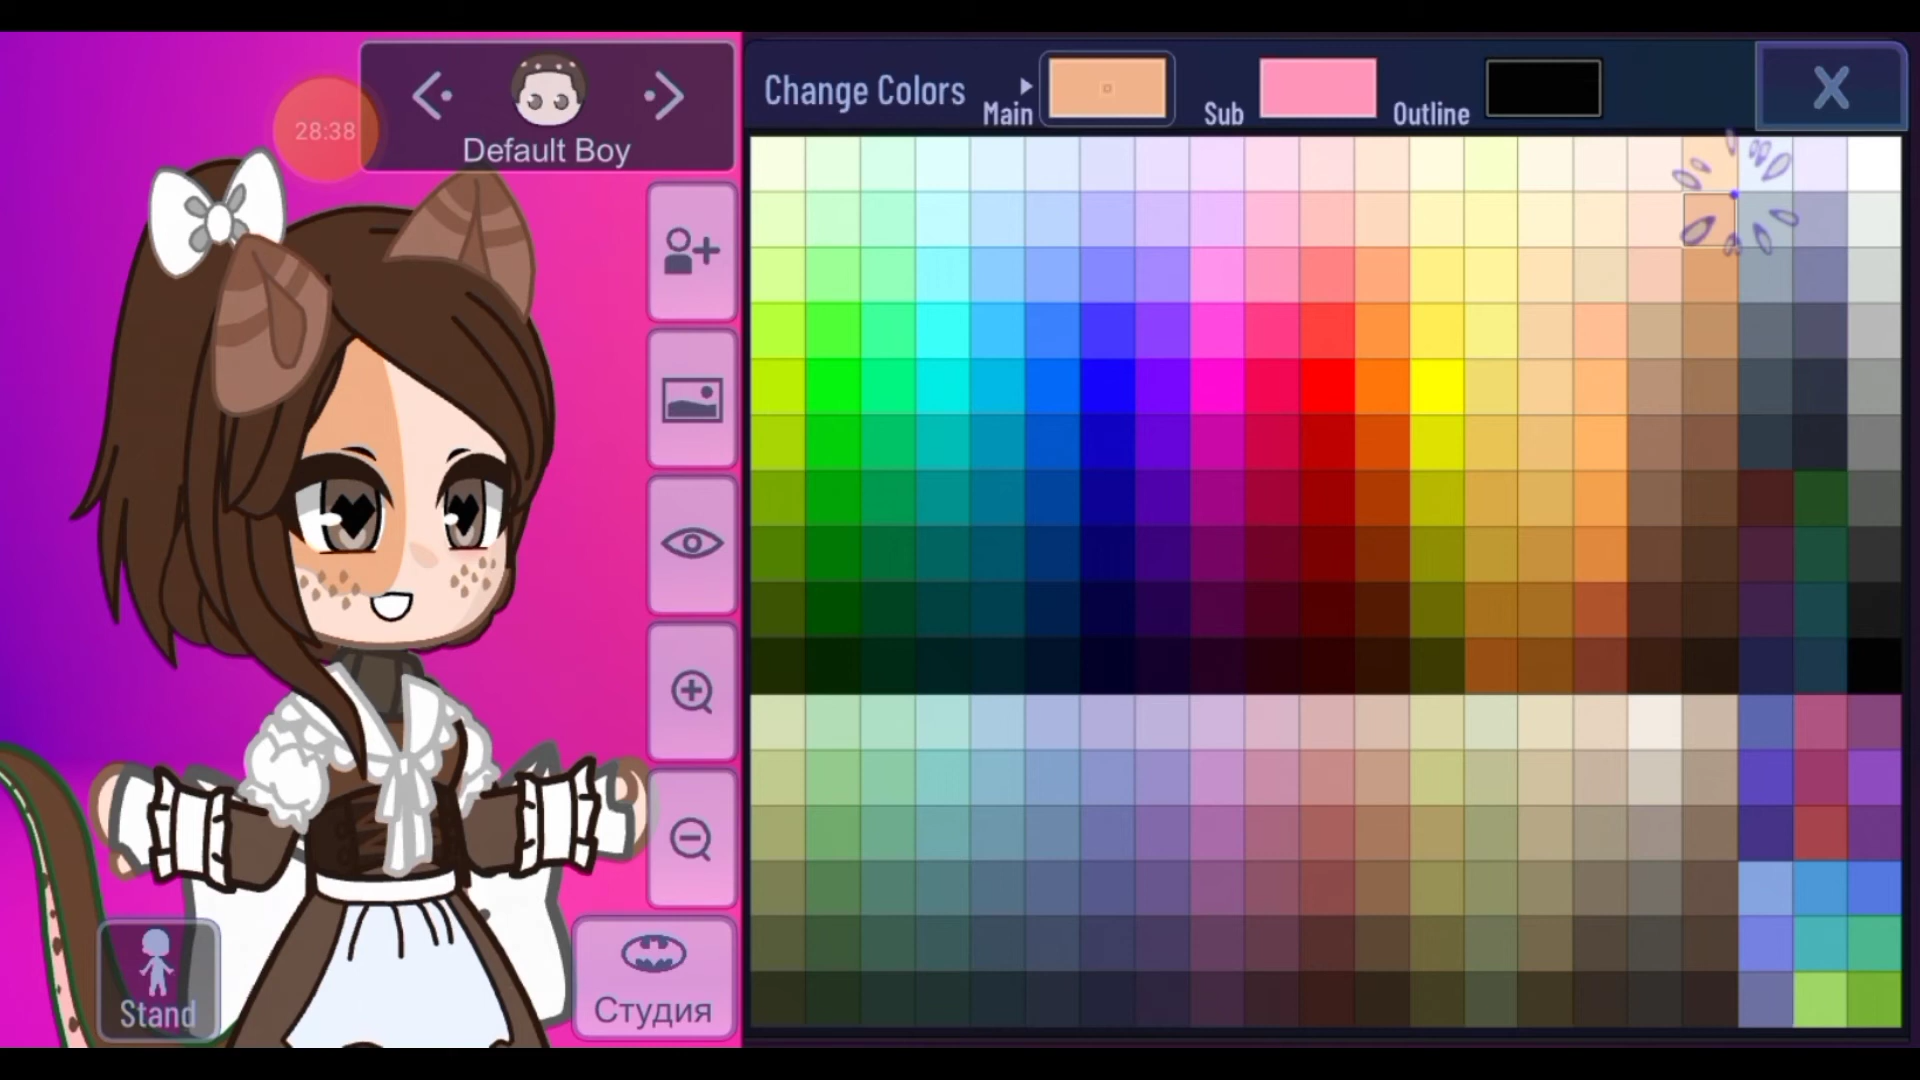 28:38
Default Boy
Change Colors
Main
Sub
Outline
X
Stand
Студия